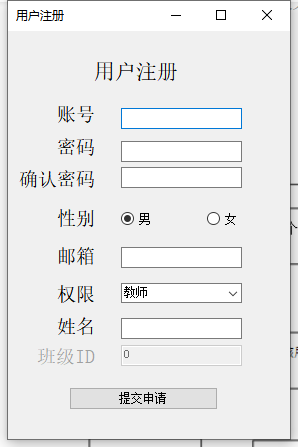 用户注册
用户注册
账号
密码
确认密码
性别 男 女
邮箱
权限 教师
姓名
班级ID 0
提交申请